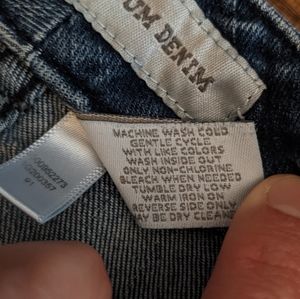 UM DENIM
MACHINE WASH COLD
GENTLE CYCLE
WITH LIKE COLORS
WASH INSIDE OUT
ONLY NON-CHLORINE
BLEACH WHEN NEEDED
TUMBLE DRY LOW
WARM IRON ON
REVERSE SIDE ONLY
MAY BE DRY CLEANED
91